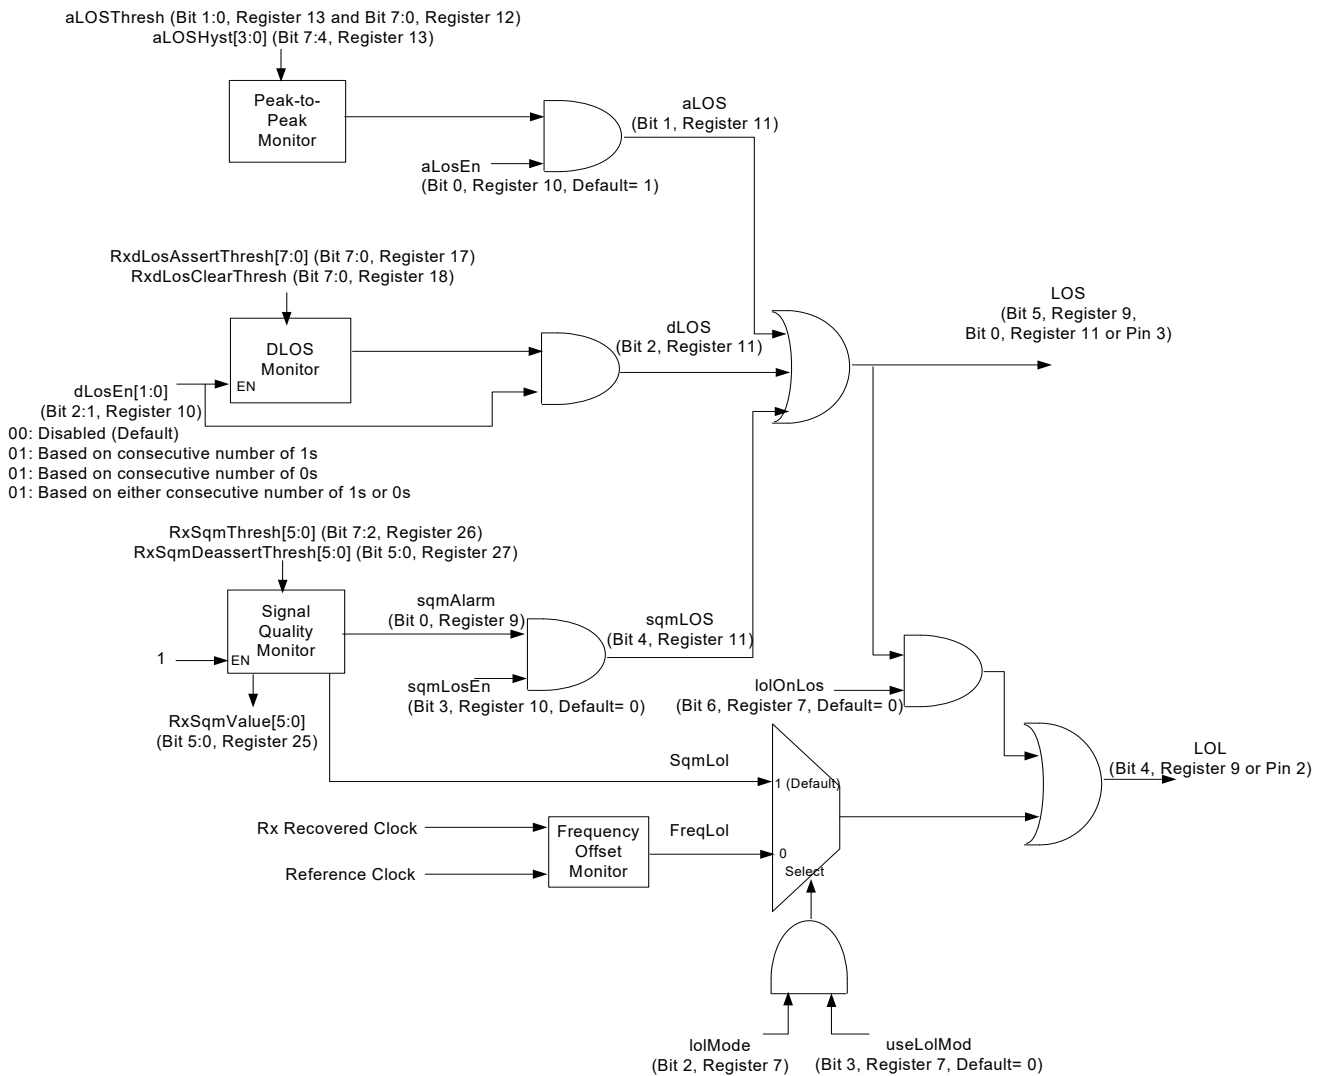 aLOSThresh (Bit 1:0, Register 13 and Bit 7:0, Register 12)
aLOSHyst[3:0] (Bit 7:4, Register 13)
Peak-to-
Peak
Monitor
aLOS
(Bit 1, Register 11)
aLosEn
(Bit 0, Register 10, Default= 1)
RxdLosAssertThresh[7:0] (Bit 7:0, Register 17)
RxdLosClearThresh (Bit 7:0, Register 18)
DLOS
Monitor
EN
dLosEn[1:0]
(Bit 2:1, Register 10)
00: Disabled (Default)
01: Based on consecutive number of 1s
01: Based on consecutive number of 0s
01: Based on either consecutive number of 1s or 0s
dLOS
(Bit 2, Register 11)
LOS
(Bit 5, Register 9,
Bit 0, Register 11 or Pin 3)
RxSqmThresh[5:0] (Bit 7:2, Register 26)
RxSqmDeassertThresh[5:0] (Bit 5:0, Register 27)
Signal
Quality
Monitor
1
EN
RxSqmValue[5:0]
(Bit 5:0, Register 25)
sqmAlarm
(Bit 0, Register 9)
sqmLosEn
(Bit 3, Register 10, Default= 0)
sqmLOS
(Bit 4, Register 11)
lolOnLos
(Bit 6, Register 7, Default= 0)
SqmLol
1 (Default)
Rx Recovered Clock
Reference Clock
Frequency
Offset
Monitor
FreqLol
0
Select
LOL
(Bit 4, Register 9 or Pin 2)
lolMode
(Bit 2, Register 7)
useLolMod
(Bit 3, Register 7, Default= 0)